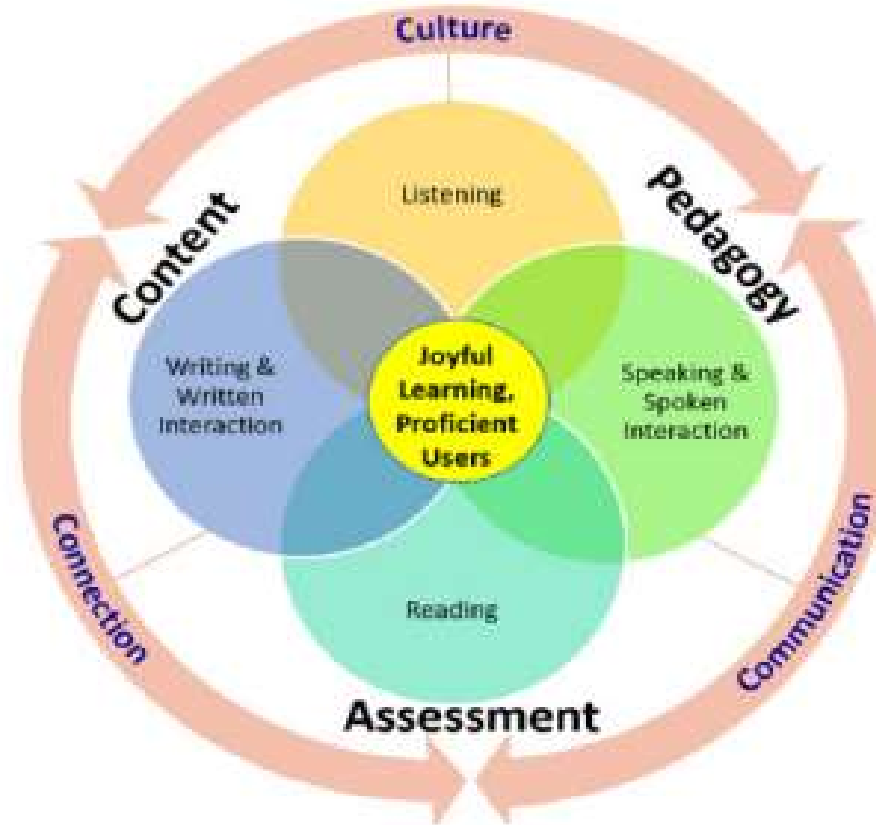 Culture
Content
Pedagogy
Listening
Writing &
Written
Interaction
Joyful
Learning,
Proficient
Users
Speaking &
Spoken
Interaction
Reading
Connection
Communication
Assessment